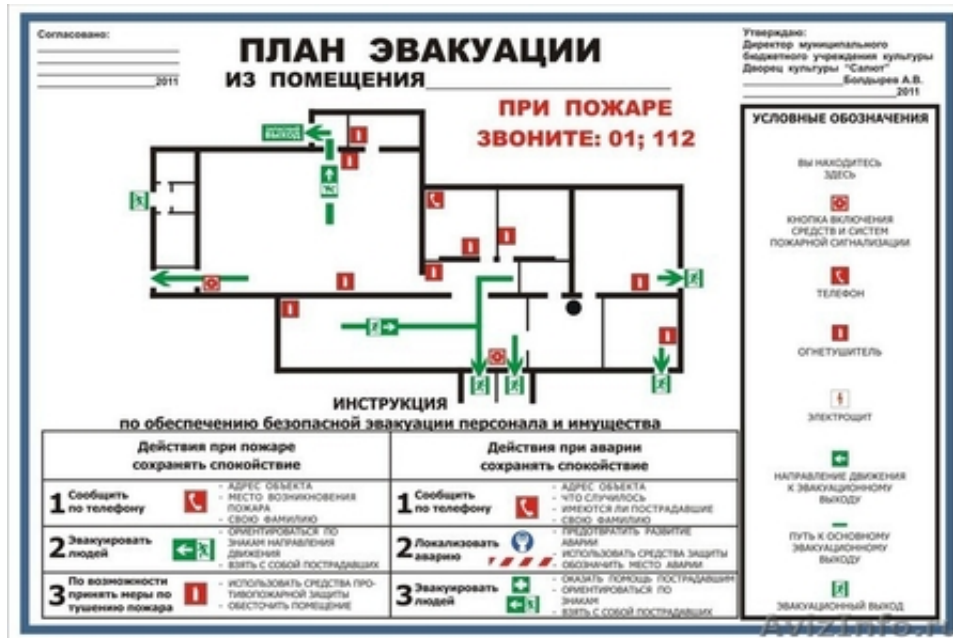 Согласовано:
2011
ПЛАН ЭВАКУАЦИИ
ИЗ ПОМЕЩЕНИЯ
Утверждаю:
Директор муниципального
бюджетного учреждения культуры
Дворец культуры "Салют"
Болдырев А.В.
2011
ПРИ ПОЖАРЕ
ЗВОНИТЕ: 01; 112
ВЫХОД
УСЛОВНЫЕ ОБОЗНАЧЕНИЯ
ВЫ НАХОДИТЕСЬ
ЗДЕСЬ
КНОПКА ВКЛЮЧЕНИЯ
СРЕДСТВ И СИСТЕМ
ПОЖАРНОЙ СИГНАЛИЗАЦИИ
ТЕЛЕФОН
ОГНЕТУШИТЕЛЬ
ЭЛЕКТРОЩИТ
НАПРАВЛЕНИЕ ДВИЖЕНИЯ
К ЭВАКУАЦИОННОМУ
ВЫХОДУ
ПУТЬ К ОСНОВНОМУ
ЭВАКУАЦИОННОМУ
ВЫХОДУ
ЭВАКУАЦИОННЫЙ ВЫХОД
ИНСТРУКЦИЯ
по обеспечению безопасной эвакуации персонала и имущества
Действия при пожаре
сохранять спокойствие
1 Сообщить
по телефону
- АДРЕС ОБЪЕКТА
- МЕСТО ВОЗНИКНОВЕНИЯ
ПОЖАРА
- СВОЮ ФАМИЛИЮ
2 Эвакуировать
людей
- ОРИЕНТИРОВАТЬСЯ ПО
ЗНАКАМ НАПРАВЛЕНИЯ
ДВИЖЕНИЯ
- ВЗЯТЬ С СОБОЙ ПОСТРАДАВШИХ
3 По возможности
принять меры по
тушению пожара
- ИСПОЛЬЗОВАТЬ СРЕДСТВА ПРО-
ТИВОПОЖАРНОЙ ЗАЩИТЫ
- ОБЕСТОЧИТЬ ПОМЕЩЕНИЕ
Действия при аварии
сохранять спокойствие
1 Сообщить
по телефону
- АДРЕС ОБЪЕКТА
- ЧТО СЛУЧИЛОСЬ
- ИМЕЮТСЯ ЛИ ПОСТРАДАВШИЕ
- СВОЮ ФАМИЛИЮ
2 Локализовать
аварию
- ПРЕДОТВРАТИТЬ РАЗВИТИЕ
АВАРИИ
- ИСПОЛЬЗОВАТЬ СРЕДСТВА ЗАЩИТЫ
- ОБОЗНАЧИТЬ МЕСТО АВАРИИ
3 Эвакуировать
людей
- ОКАЗАТЬ ПОМОЩЬ ПОСТРАДАВШИМ
- ОРИЕНТИРОВАТЬСЯ ПО
ЗНАКАМ
- ВЗЯТЬ С СОБОЙ ПОСТРАДАВШИХ